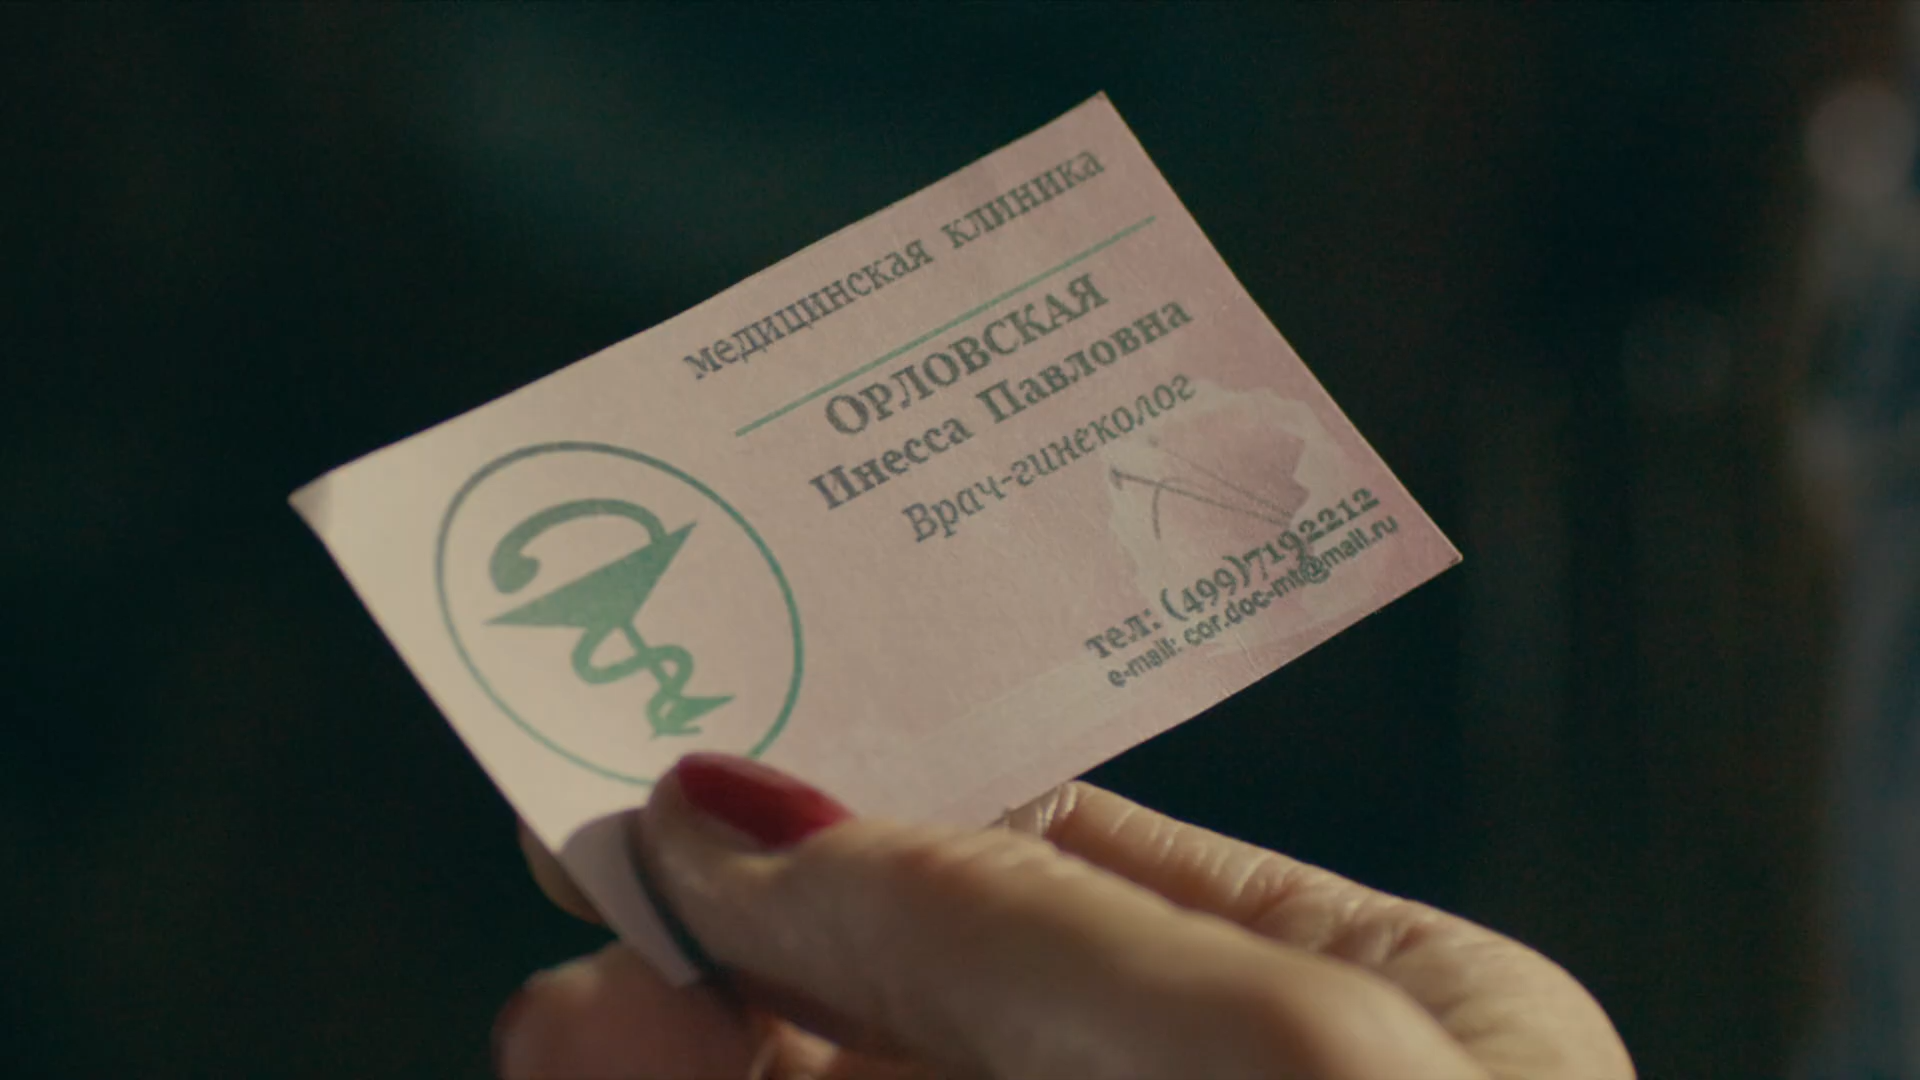 медицинская клиника
ОРЛОВСКАЯ
Инесса Павловна
Врач-гинеколог
тел: (499)7192212
e-mail: cor.doc-mt@mail.ru